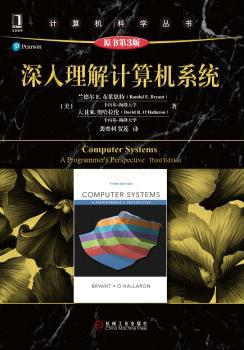 计算机科学丛书
Pearson
原书第3版
深入理解计算机系统
兰德尔 E. 布莱恩特（Randal E. Bryant）
卡内基-梅隆大学
[美]
大卫 R. 奥哈拉伦（David R. O'Hallaron）
著
卡内基-梅隆大学
龚奕利 贺莲 译
Computer Systems
A Programmer's Perspective Third Edition
THIRD EDITION
COMPUTER SYSTEMS
A PROGRAMMER'S PERSPECTIVE
BRYANT • O'HALLARON
机械工业出版社
China Machine Press